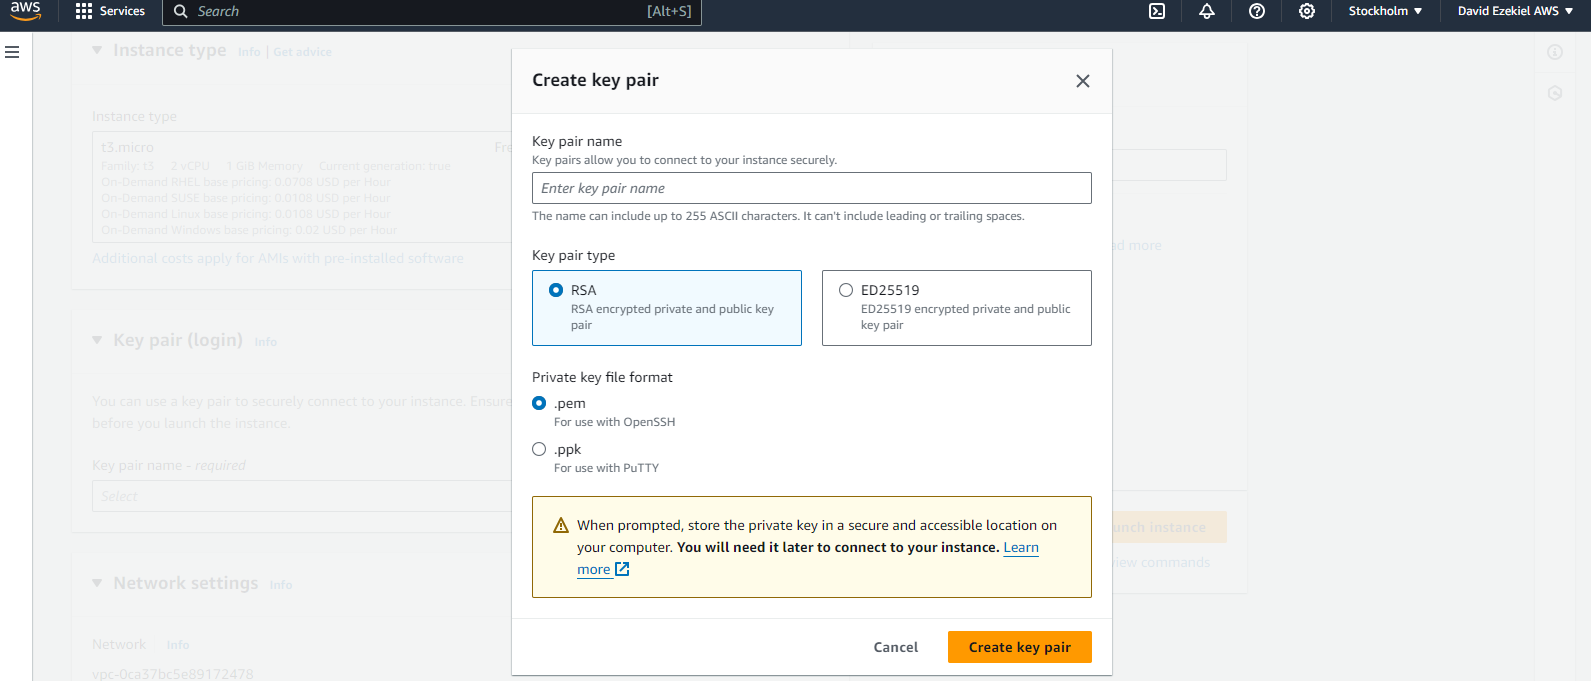 aws
Services
Search
[Alt+S]
Stockholm
David Ezekiel AWS
Instance type Info | Get advice
Instance type
t3.micro
Family: t3 2 vCPU 1 GiB Memory Current generation: true
On-Demand RHEL base pricing: 0.0708 USD per Hour
On-Demand SUSE base pricing: 0.0108 USD per Hour
On-Demand Linux base pricing: 0.0108 USD per Hour
On-Demand Windows base pricing: 0.02 USD per Hour
Additional costs apply for AMIs with pre-installed software
Key pair (login) Info
You can use a key pair to securely connect to your instance. Ensure
before you launch the instance.
Key pair name - required
Select
Network settings Info
Network Info
vpc-0ca37bc5e89172478
Create key pair
Key pair name
Key pairs allow you to connect to your instance securely.
Enter key pair name
The name can include up to 255 ASCII characters. It can't include leading or trailing spaces.
Key pair type
RSA
RSA encrypted private and public key
pair
ED25519
ED25519 encrypted private and public
key pair
Private key file format
.pem
For use with OpenSSH
.ppk
For use with PuTTY
When prompted, store the private key in a secure and accessible location on
your computer. You will need it later to connect to your instance. Learn
more
Cancel
Create key pair
more
instance
commands